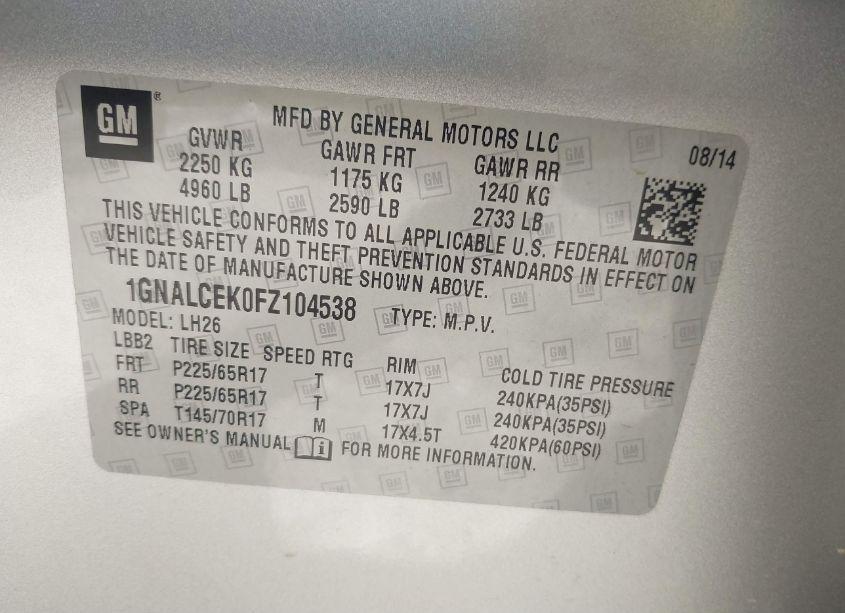 GM ®
MFD BY GENERAL MOTORS LLC
08/14
GVWR GAWR FRT GAWR RR
2250 KG 1175 KG 1240 KG
4960 LB 2590 LB 2733 LB
THIS VEHICLE CONFORMS TO ALL APPLICABLE U.S. FEDERAL MOTOR
VEHICLE SAFETY AND THEFT PREVENTION STANDARDS IN EFFECT ON
THE DATE OF MANUFACTURE SHOWN ABOVE.
1GNALCEK0FZ104538 TYPE: M.P.V.
MODEL: LH26
LBB2 TIRE SIZE SPEED RTG RIM COLD TIRE PRESSURE
FRT P225/65R17 T 17X7J 240KPA(35PSI)
RR P225/65R17 T 17X7J 240KPA(35PSI)
SPA T145/70R17 M 17X4.5T 420KPA(60PSI)
SEE OWNER'S MANUAL i FOR MORE INFORMATION.